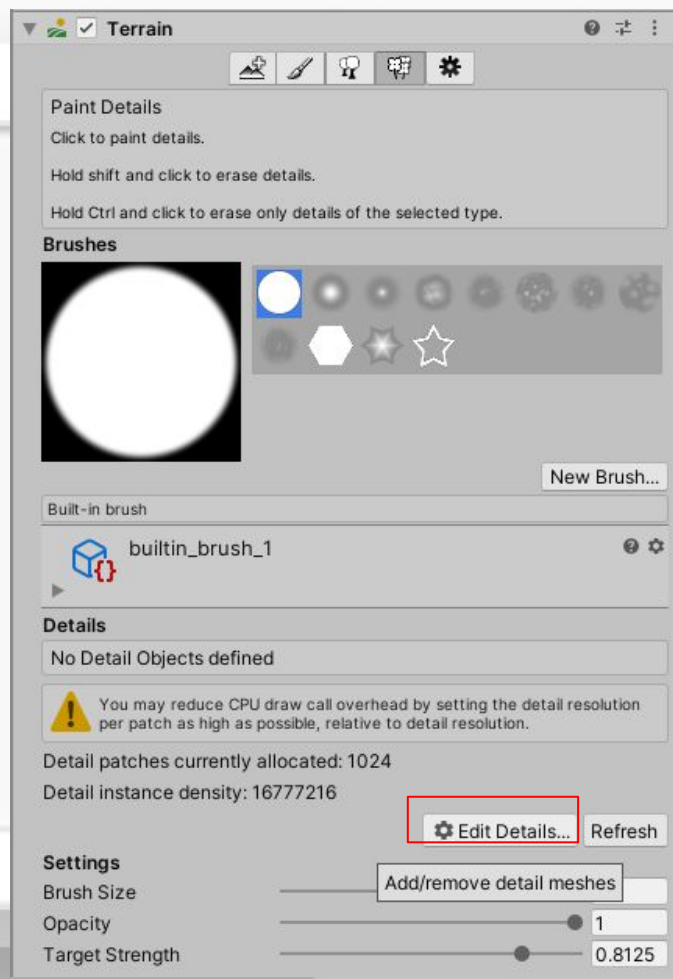 Terrain
Paint Details
Click to paint details.
Hold shift and click to erase details.
Hold Ctrl and click to erase only details of the selected type.
Brushes
New Brush...
Built-in brush
builtin_brush_1
Details
No Detail Objects defined
You may reduce CPU draw call overhead by setting the detail resolution
per patch as high as possible, relative to detail resolution.
Detail patches currently allocated: 1024
Detail instance density: 16777216
Edit Details... Refresh
Settings
Add/remove detail meshes
Brush Size
Opacity 1
Target Strength 0.8125